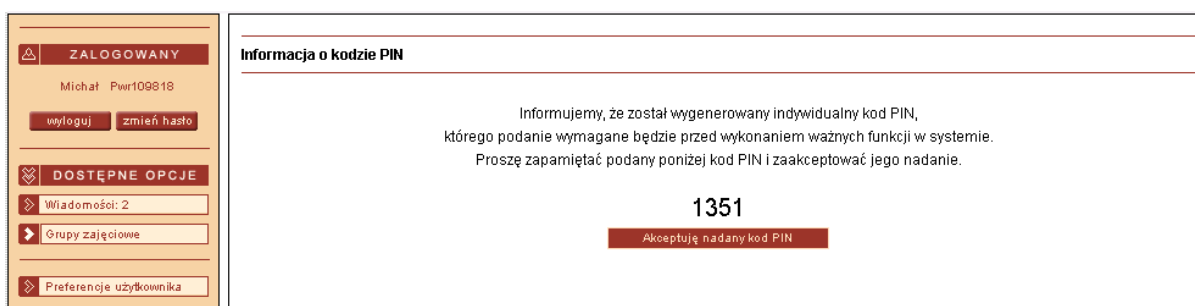 ZALOGOWANY
Michał Pwr109818
wyloguj
zmień hasło
DOSTĘPNE OPCJE
Wiadomości: 2
Grupy zajęciowe
Preferencje użytkownika
Informacja o kodzie PIN
Informujemy, że został wygenerowany indywidualny kod PIN,
którego podanie wymagane będzie przed wykonaniem ważnych funkcji w systemie.
Proszę zapamiętać podany poniżej kod PIN i zaakceptować jego nadanie.
1351
Akceptuję nadany kod PIN